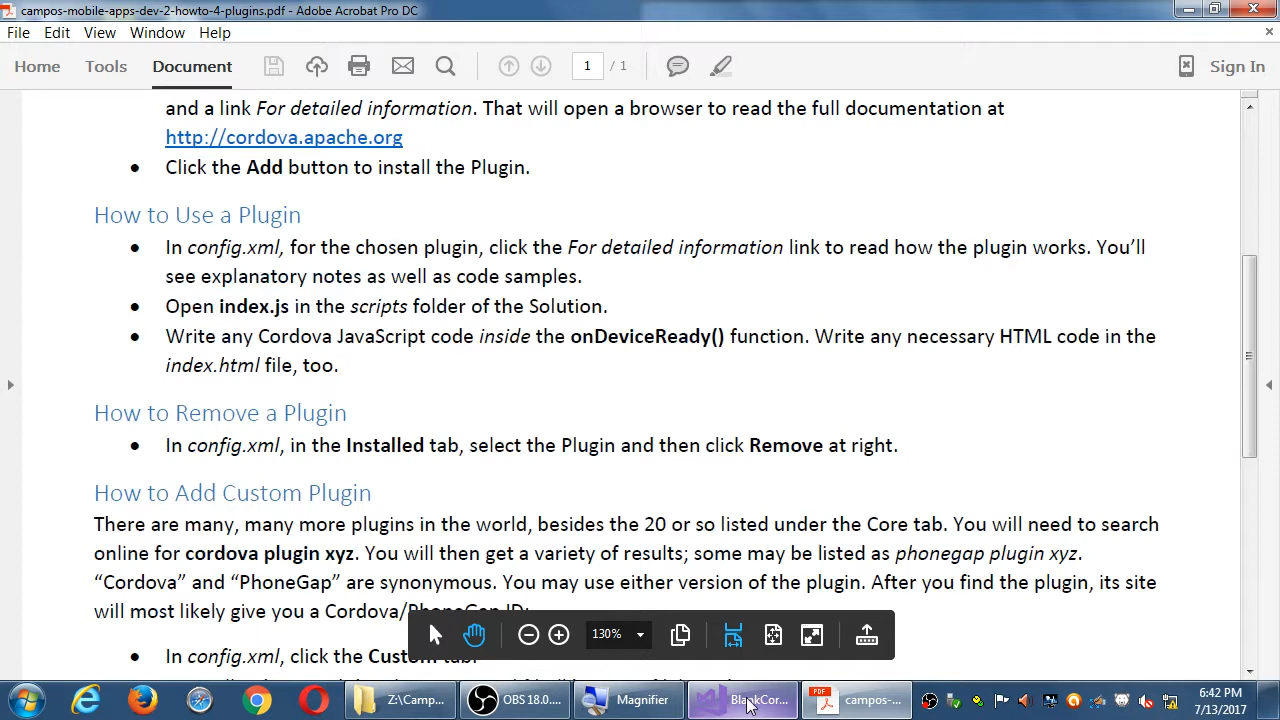 campos-mobile-apps-dev-2-howto-4-plugins.pdf - Adobe Acrobat Pro DC
File Edit View Window Help
Home Tools Document 1 / 1 Sign In
and a link For detailed information. That will open a browser to read the full documentation at
http://cordova.apache.org
• Click the Add button to install the Plugin.
How to Use a Plugin
• In config.xml, for the chosen plugin, click the For detailed information link to read how the plugin works. You’ll
see explanatory notes as well as code samples.
• Open index.js in the scripts folder of the Solution.
• Write any Cordova JavaScript code inside the onDeviceReady() function. Write any necessary HTML code in the
index.html file, too.
How to Remove a Plugin
• In config.xml, in the Installed tab, select the Plugin and then click Remove at right.
How to Add Custom Plugin
There are many, many more plugins in the world, besides the 20 or so listed under the Core tab. You will need to search
online for cordova plugin xyz. You will then get a variety of results; some may be listed as phonegap plugin xyz.
“Cordova” and “PhoneGap” are synonymous. You may use either version of the plugin. After you find the plugin, its site
will most likely give you a Cordova/PhoneGap ID:
130%
• In config.xml, click the Custom tab.
Z:\Camp... OBS 18.0.... Magnifier BlankCor... PDF campos-...
6:42 PM
7/13/2017